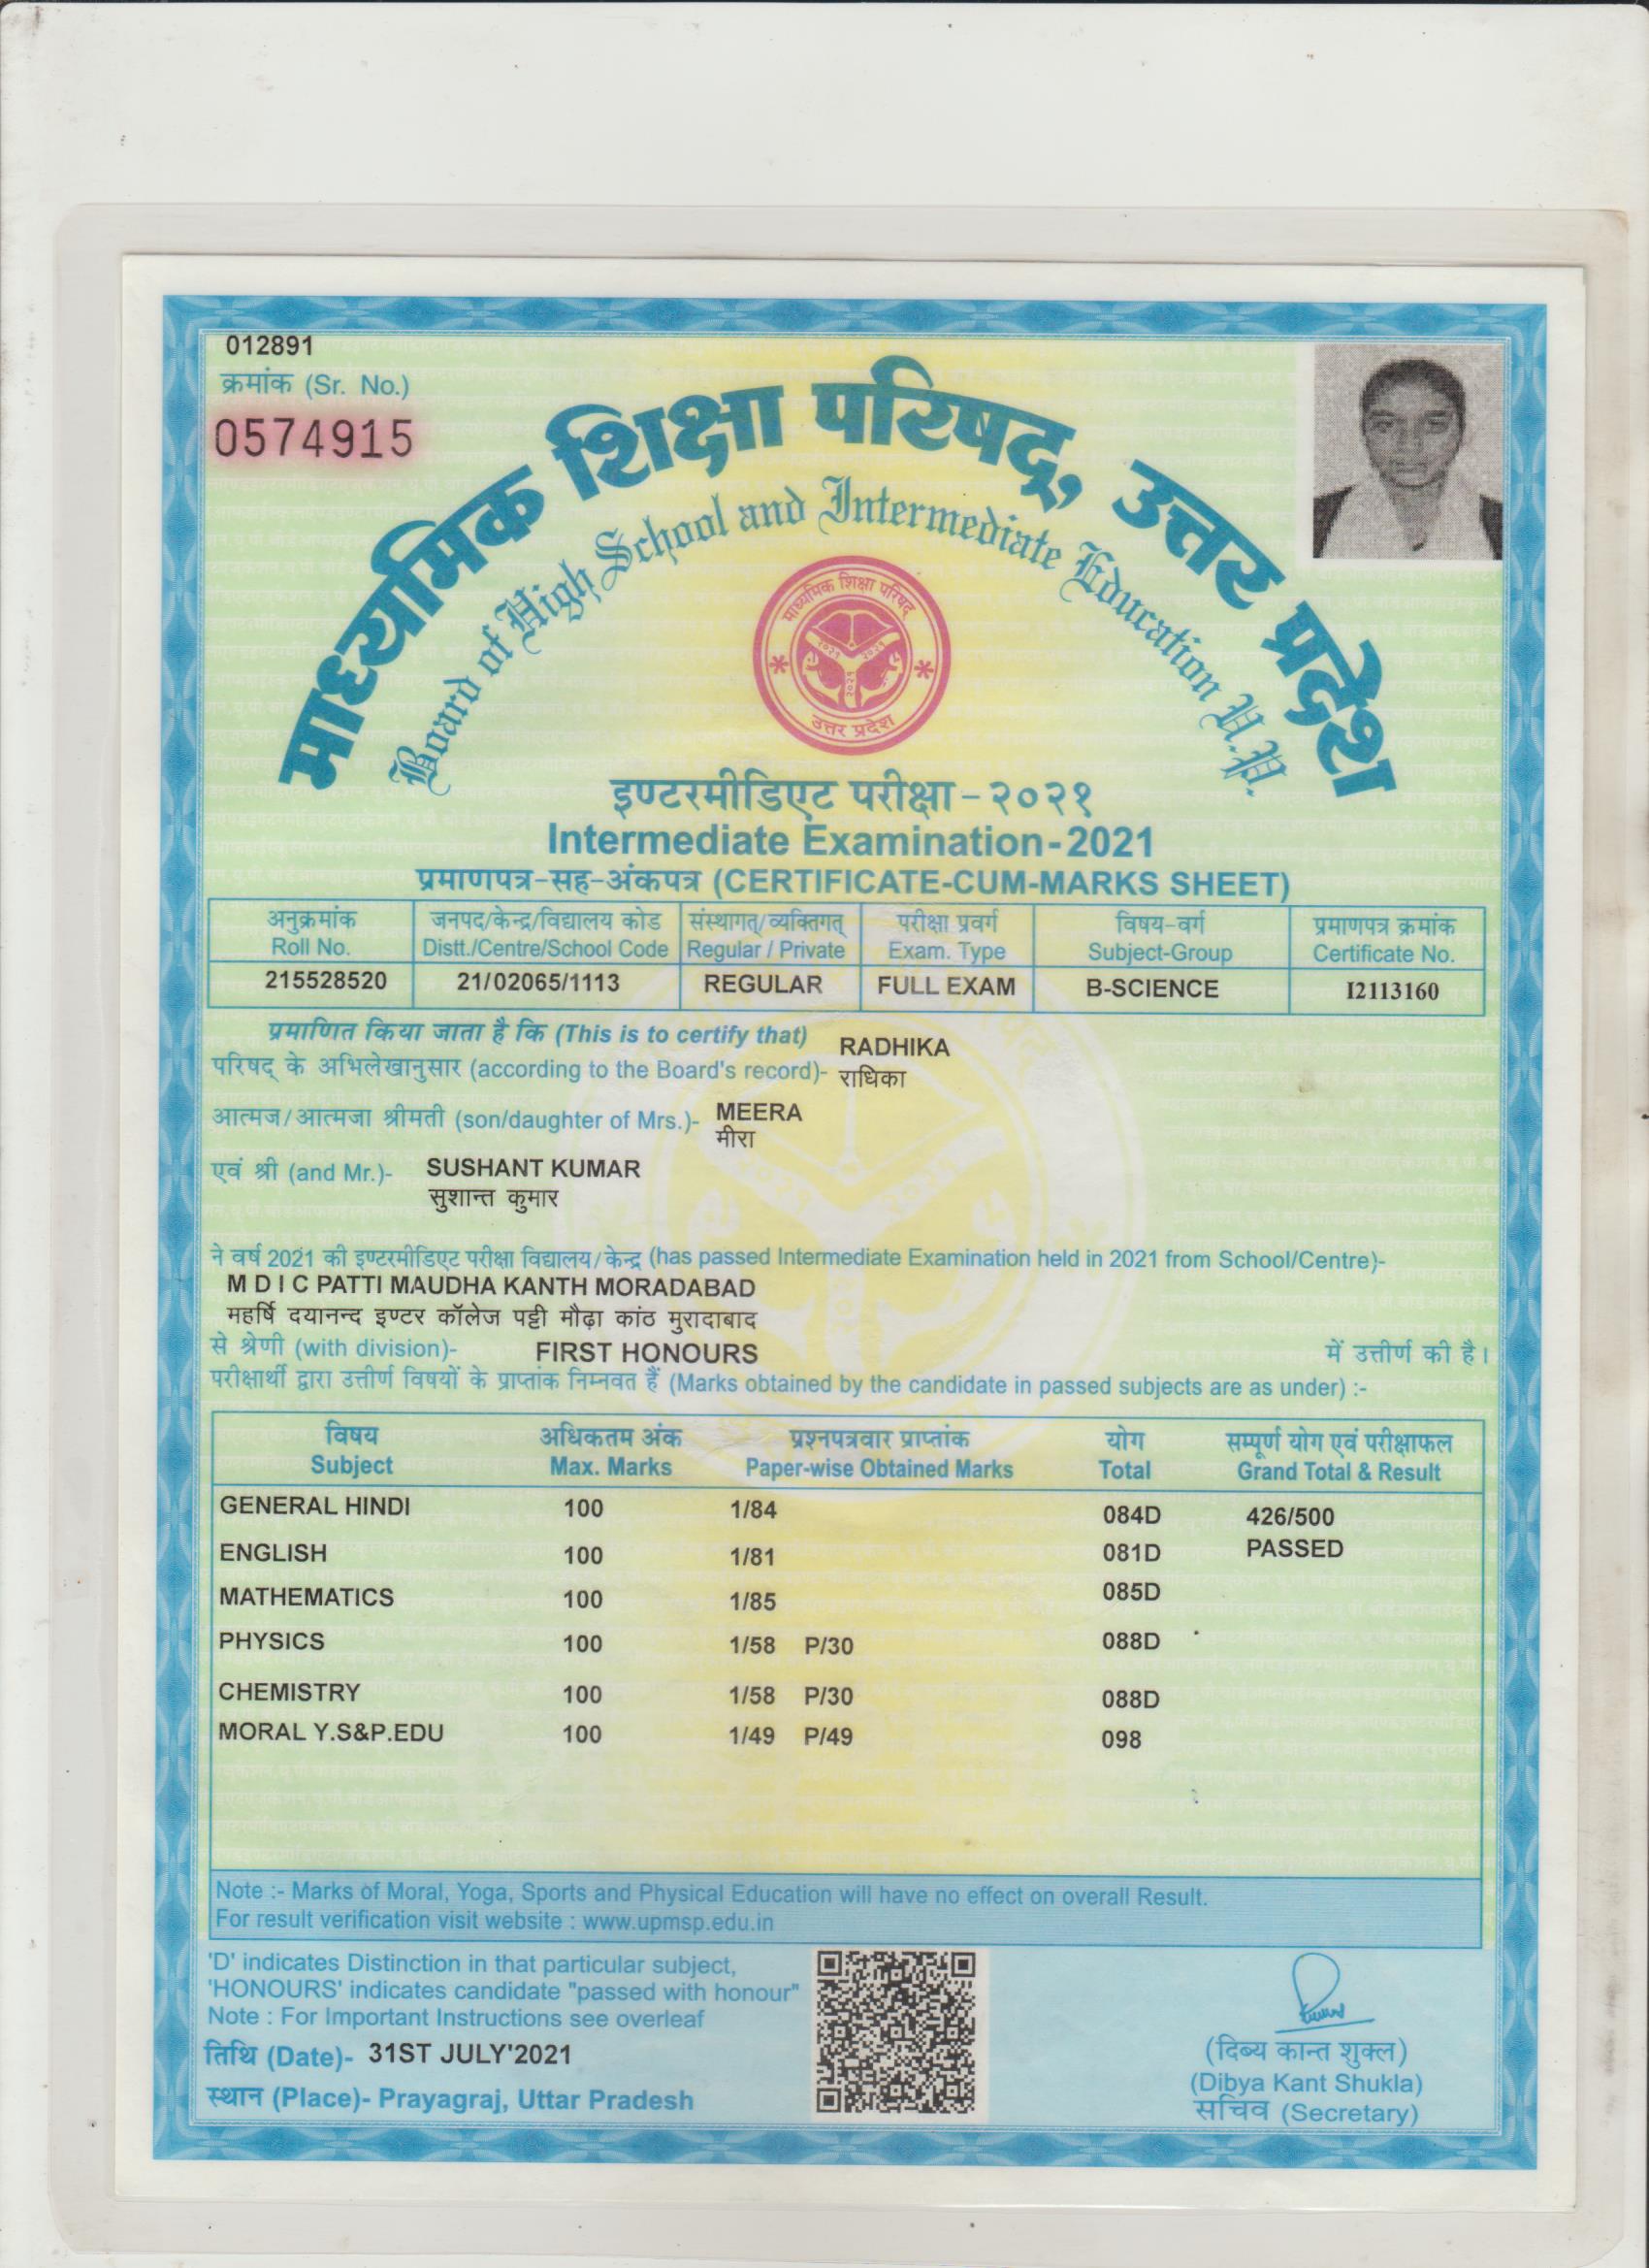 012891
क्रमांक (Sr. No.)
0574915
माध्यमिक शिक्षा परिषद्, उत्तर प्रदेश
Board of High School and Intermediate Education U.P.
माध्यमिक शिक्षा परिषद्
२०२१ २०२१
२०२१
उत्तर प्रदेश
इण्टरमीडिएट परीक्षा - २०२१
Intermediate Examination - 2021
प्रमाणपत्र-सह-अंकपत्र (CERTIFICATE-CUM-MARKS SHEET)
अनुक्रमांक जनपद/केन्द्र/विद्यालय कोड संस्थागत्/व्यक्तिगत् परीक्षा प्रवर्ग विषय-वर्ग प्रमाणपत्र क्रमांक
Roll No. Distt./Centre/School Code Regular / Private Exam. Type Subject-Group Certificate No.
215528520 21/02065/1113 REGULAR FULL EXAM B-SCIENCE I2113160
प्रमाणित किया जाता है कि (This is to certify that) RADHIKA
परिषद् के अभिलेखानुसार (according to the Board's record)- राधिका
आत्मज/आत्मजा श्रीमती (son/daughter of Mrs.)- MEERA
मीरा
एवं श्री (and Mr.)- SUSHANT KUMAR
सुशान्त कुमार
ने वर्ष 2021 की इण्टरमीडिएट परीक्षा विद्यालय/केन्द्र (has passed Intermediate Examination held in 2021 from School/Centre)-
M D I C PATTI MAUDHA KANTH MORADABAD
महर्षि दयानन्द इण्टर कॉलेज पट्टी मौढ़ा कांठ मुरादाबाद
से श्रेणी (with division)- FIRST HONOURS में उत्तीर्ण की है।
परीक्षार्थी द्वारा उत्तीर्ण विषयों के प्राप्तांक निम्नवत हैं (Marks obtained by the candidate in passed subjects are as under) :-
विषय अधिकतम अंक प्रश्नपत्रवार प्राप्तांक योग सम्पूर्ण योग एवं परीक्षाफल
Subject Max. Marks Paper-wise Obtained Marks Total Grand Total & Result
GENERAL HINDI 100 1/84 084D 426/500
ENGLISH 100 1/81 081D PASSED
MATHEMATICS 100 1/85 085D
PHYSICS 100 1/58 P/30 088D
CHEMISTRY 100 1/58 P/30 088D
MORAL Y.S&P.EDU 100 1/49 P/49 098
Note :- Marks of Moral, Yoga, Sports and Physical Education will have no effect on overall Result.
For result verification visit website : www.upmsp.edu.in
'D' indicates Distinction in that particular subject,
'HONOURS' indicates candidate "passed with honour"
Note : For Important Instructions see overleaf
तिथि (Date)- 31ST JULY'2021
स्थान (Place)- Prayagraj, Uttar Pradesh
(दिब्य कान्त शुक्ल)
(Dibya Kant Shukla)
सचिव (Secretary)